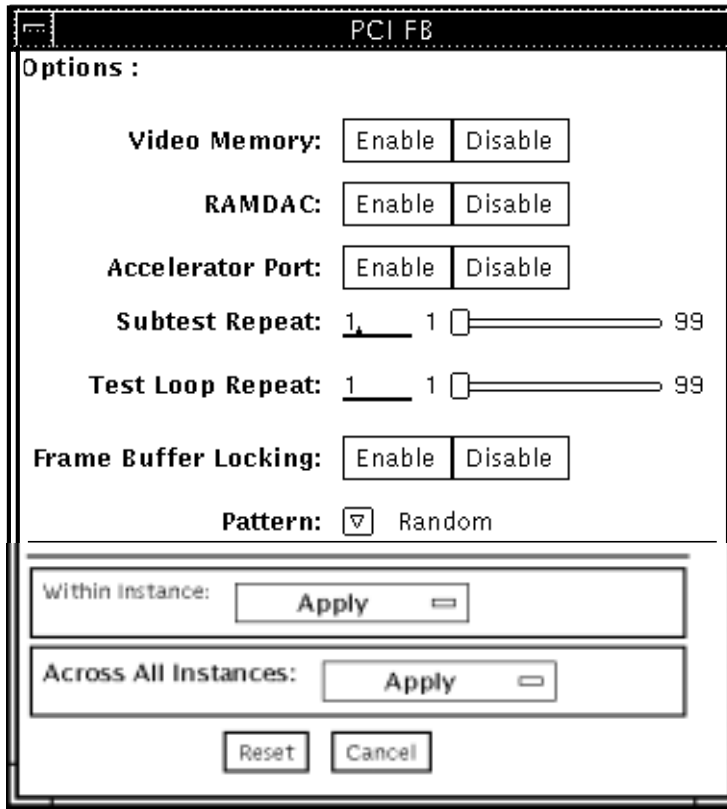 PCI FB
Options :
Video Memory: Enable Disable
RAMDAC: Enable Disable
Accelerator Port: Enable Disable
Subtest Repeat: 1 1 99
Test Loop Repeat: 1 1 99
Frame Buffer Locking: Enable Disable
Pattern: Random
Within Instance: Apply
Across All Instances: Apply
Reset Cancel